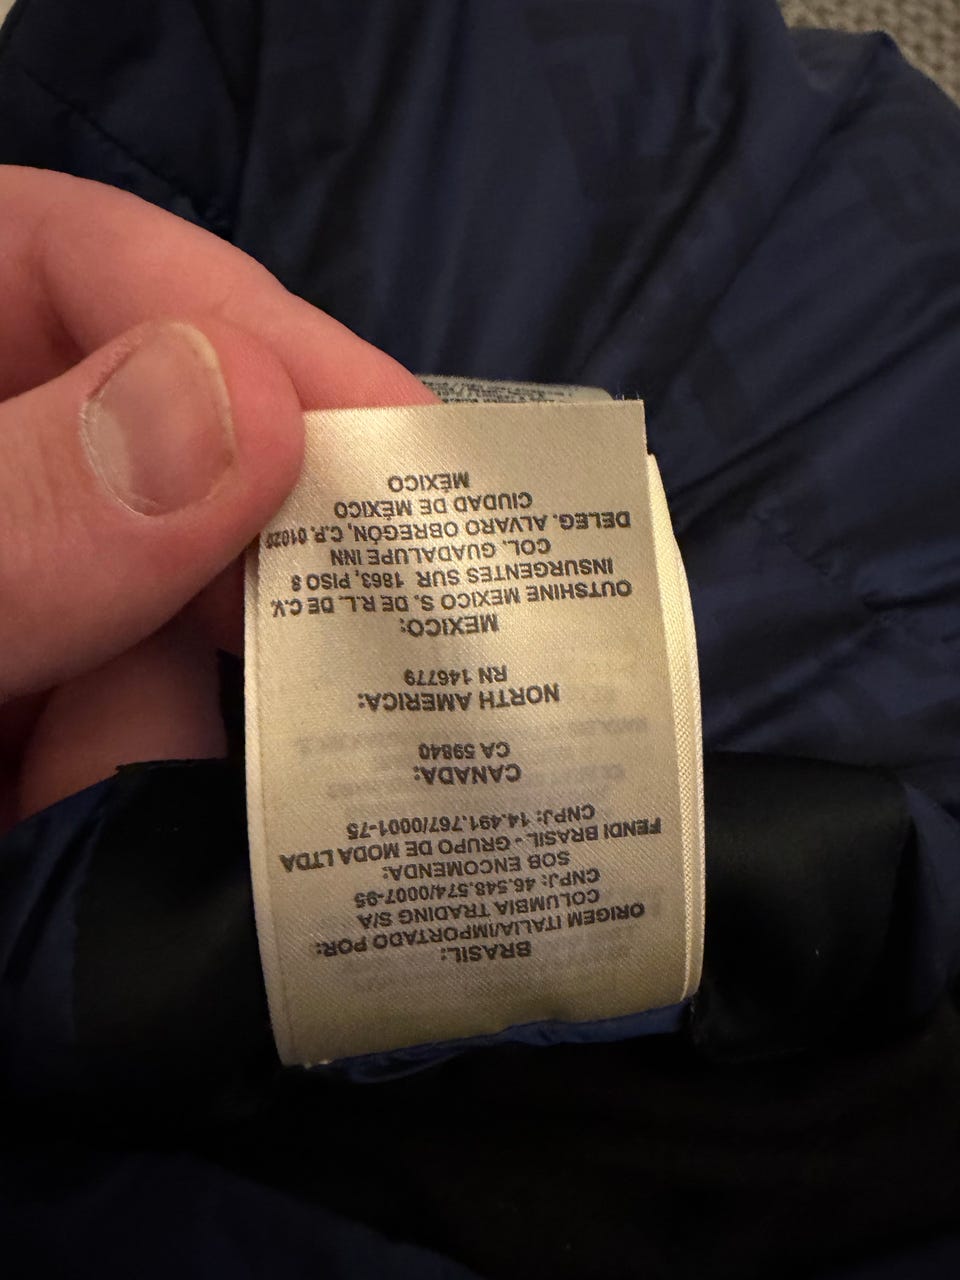 BRASIL:
ORIGEM ITALIA/IMPORTADO POR:
COLUMBIA TRADING S/A
CNPJ: 46.548.574/0007-95
SOB ENCOMENDA:
FENDI BRASIL - GRUPO DE MODA LTDA
CNPJ: 14.491.767/0001-75
CANADA:
CA 59840
NORTH AMERICA:
RN 146779
MEXICO:
OUTSHINE MEXICO S. DE R.L. DE C.V.
INSURGENTES SUR 1863, PISO 8
COL. GUADALUPE INN
DELEG. ALVARO OBREGÓN, C.P. 01020
CIUDAD DE MÉXICO
MEXICO